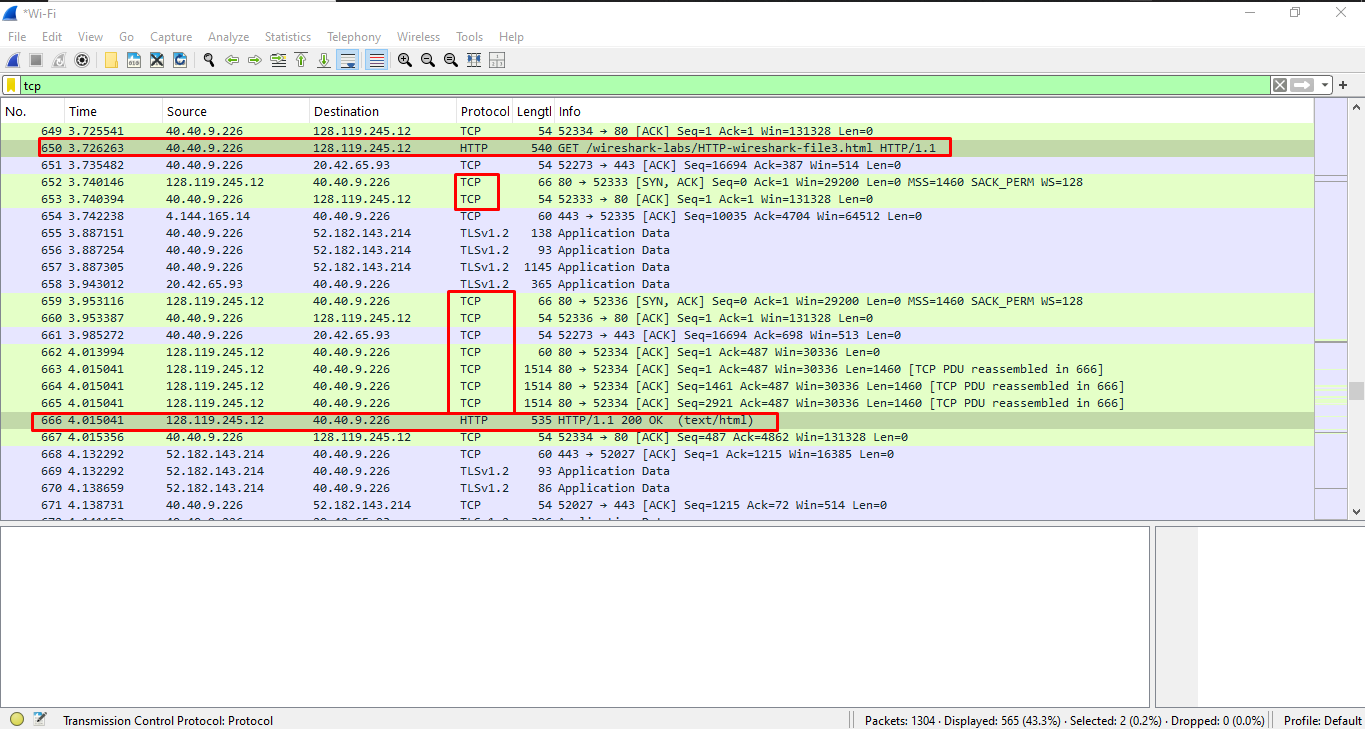 *Wi-Fi
File Edit View Go Capture Analyze Statistics Telephony Wireless Tools Help
tcp
No. Time Source Destination Protocol Lengtl Info
649 3.725541 40.40.9.226 128.119.245.12 TCP 54 52334 → 80 [ACK] Seq=1 Ack=1 Win=131328 Len=0
650 3.726263 40.40.9.226 128.119.245.12 HTTP 540 GET /wireshark-labs/HTTP-wireshark-file3.html HTTP/1.1
651 3.735482 40.40.9.226 20.42.65.93 TCP 54 52273 → 443 [ACK] Seq=16694 Ack=387 Win=514 Len=0
652 3.740146 128.119.245.12 40.40.9.226 TCP 66 80 → 52333 [SYN, ACK] Seq=0 Ack=1 Win=29200 Len=0 MSS=1460 SACK_PERM WS=128
653 3.740394 40.40.9.226 128.119.245.12 TCP 54 52333 → 80 [ACK] Seq=1 Ack=1 Win=131328 Len=0
654 3.742238 4.144.165.14 40.40.9.226 TCP 60 443 → 52335 [ACK] Seq=10035 Ack=4704 Win=64512 Len=0
655 3.887151 40.40.9.226 52.182.143.214 TLSv1.2 138 Application Data
656 3.887254 40.40.9.226 52.182.143.214 TLSv1.2 93 Application Data
657 3.887305 40.40.9.226 52.182.143.214 TLSv1.2 1145 Application Data
658 3.943012 20.42.65.93 40.40.9.226 TLSv1.2 365 Application Data
659 3.953116 128.119.245.12 40.40.9.226 TCP 66 80 → 52336 [SYN, ACK] Seq=0 Ack=1 Win=29200 Len=0 MSS=1460 SACK_PERM WS=128
660 3.953387 40.40.9.226 128.119.245.12 TCP 54 52336 → 80 [ACK] Seq=1 Ack=1 Win=131328 Len=0
661 3.985272 40.40.9.226 20.42.65.93 TCP 54 52273 → 443 [ACK] Seq=16694 Ack=698 Win=513 Len=0
662 4.013994 128.119.245.12 40.40.9.226 TCP 60 80 → 52334 [ACK] Seq=1 Ack=487 Win=30336 Len=0
663 4.015041 128.119.245.12 40.40.9.226 TCP 1514 80 → 52334 [ACK] Seq=1 Ack=487 Win=30336 Len=1460 [TCP PDU reassembled in 666]
664 4.015041 128.119.245.12 40.40.9.226 TCP 1514 80 → 52334 [ACK] Seq=1461 Ack=487 Win=30336 Len=1460 [TCP PDU reassembled in 666]
665 4.015041 128.119.245.12 40.40.9.226 TCP 1514 80 → 52334 [ACK] Seq=2921 Ack=487 Win=30336 Len=1460 [TCP PDU reassembled in 666]
666 4.015041 128.119.245.12 40.40.9.226 HTTP 535 HTTP/1.1 200 OK (text/html)
667 4.015356 40.40.9.226 128.119.245.12 TCP 54 52334 → 80 [ACK] Seq=487 Ack=4862 Win=131328 Len=0
668 4.132292 52.182.143.214 40.40.9.226 TCP 60 443 → 52027 [ACK] Seq=1 Ack=1215 Win=16385 Len=0
669 4.132292 52.182.143.214 40.40.9.226 TLSv1.2 93 Application Data
670 4.138659 52.182.143.214 40.40.9.226 TLSv1.2 86 Application Data
671 4.138731 40.40.9.226 52.182.143.214 TCP 54 52027 → 443 [ACK] Seq=1215 Ack=72 Win=514 Len=0
Transmission Control Protocol: Protocol
Packets: 1304 · Displayed: 565 (43.3%) · Selected: 2 (0.2%) · Dropped: 0 (0.0%)
Profile: Default